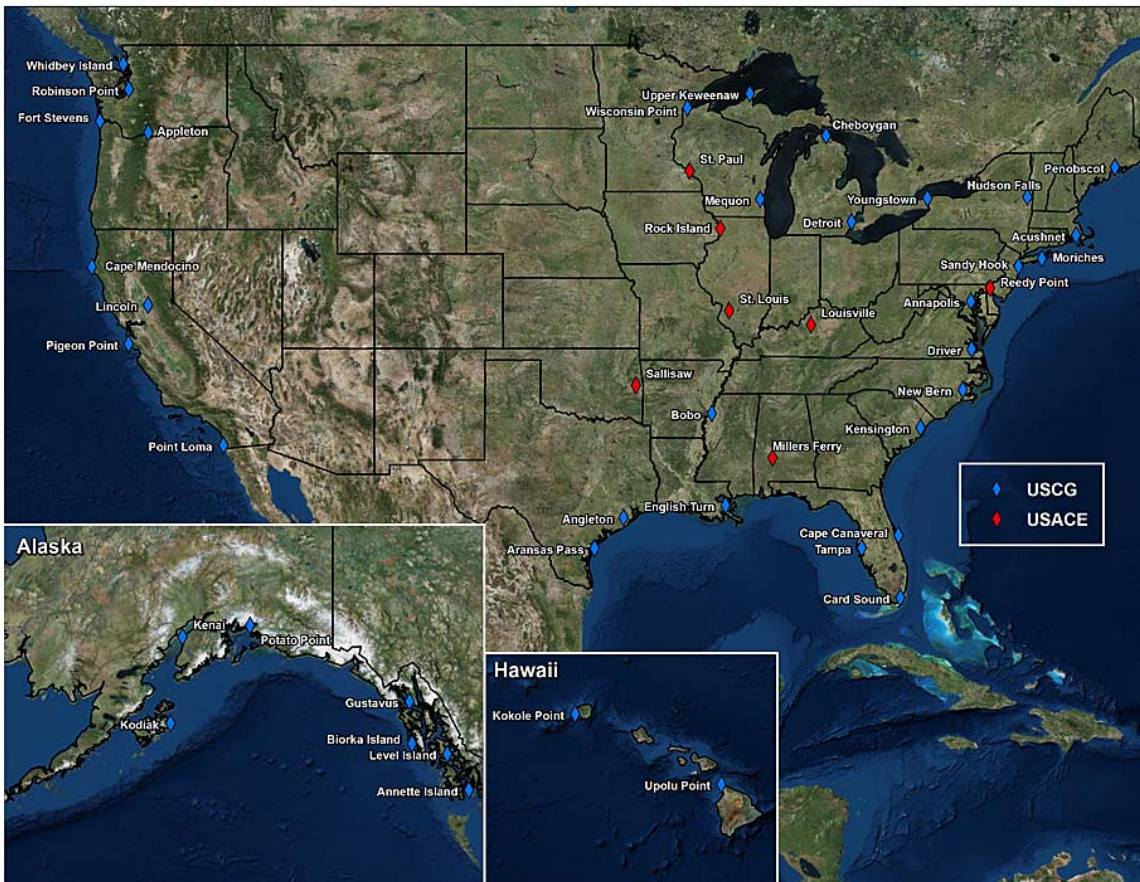 Whidbey Island
Robinson Point
Fort Stevens
Appleton
Upper Keweenaw
Wisconsin Point
Cheboygan
St. Paul
Penobscot
Hudson Falls
Mequon
Youngstown
Detroit
Rock Island
Acushnet
Moriches
Cape Mendocino
Sandy Hook
Reedy Point
Lincoln
St. Louis
Annapolis
Louisville
Pigeon Point
Driver
Sallisaw
New Bern
Bobo
Kensington
Point Loma
Millers Ferry
USCG
USACE
English Turn
Angleton
Cape Canaveral
Aransas Pass
Tampa
Card Sound
Alaska
Kenai
Potato Point
Gustavus
Kodiak
Biorka Island
Level Island
Annette Island
Hawaii
Kokole Point
Upolu Point